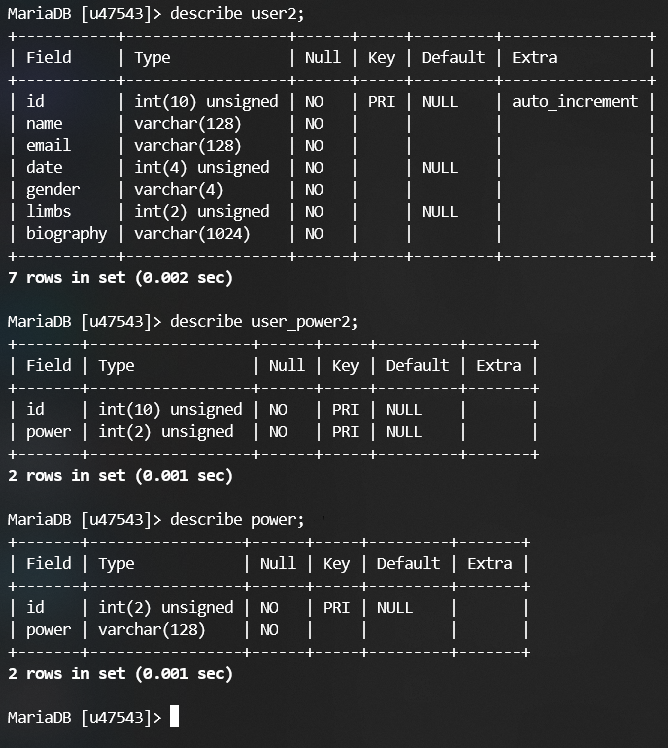 MariaDB [u47543]> describe user2;
+-----------+------------------+------+-----+---------+----------------+
| Field     | Type             | Null | Key | Default | Extra          |
+-----------+------------------+------+-----+---------+----------------+
| id        | int(10) unsigned | NO   | PRI | NULL    | auto_increment |
| name      | varchar(128)     | NO   |     |         |                |
| email     | varchar(128)     | NO   |     |         |                |
| date      | int(4) unsigned  | NO   |     | NULL    |                |
| gender    | varchar(4)       | NO   |     |         |                |
| limbs     | int(2) unsigned  | NO   |     | NULL    |                |
| biography | varchar(1024)    | NO   |     |         |                |
+-----------+------------------+------+-----+---------+----------------+
7 rows in set (0.002 sec)

MariaDB [u47543]> describe user_power2;
+-------+------------------+------+-----+---------+-------+
| Field | Type             | Null | Key | Default | Extra |
+-------+------------------+------+-----+---------+-------+
| id    | int(10) unsigned | NO   | PRI | NULL    |       |
| power | int(2) unsigned  | NO   | PRI | NULL    |       |
+-------+------------------+------+-----+---------+-------+
2 rows in set (0.001 sec)

MariaDB [u47543]> describe power;
+-------+-----------------+------+-----+---------+-------+
| Field | Type            | Null | Key | Default | Extra |
+-------+-----------------+------+-----+---------+-------+
| id    | int(2) unsigned | NO   | PRI | NULL    |       |
| power | varchar(128)    | NO   |     |         |       |
+-------+-----------------+------+-----+---------+-------+
2 rows in set (0.001 sec)

MariaDB [u47543]>